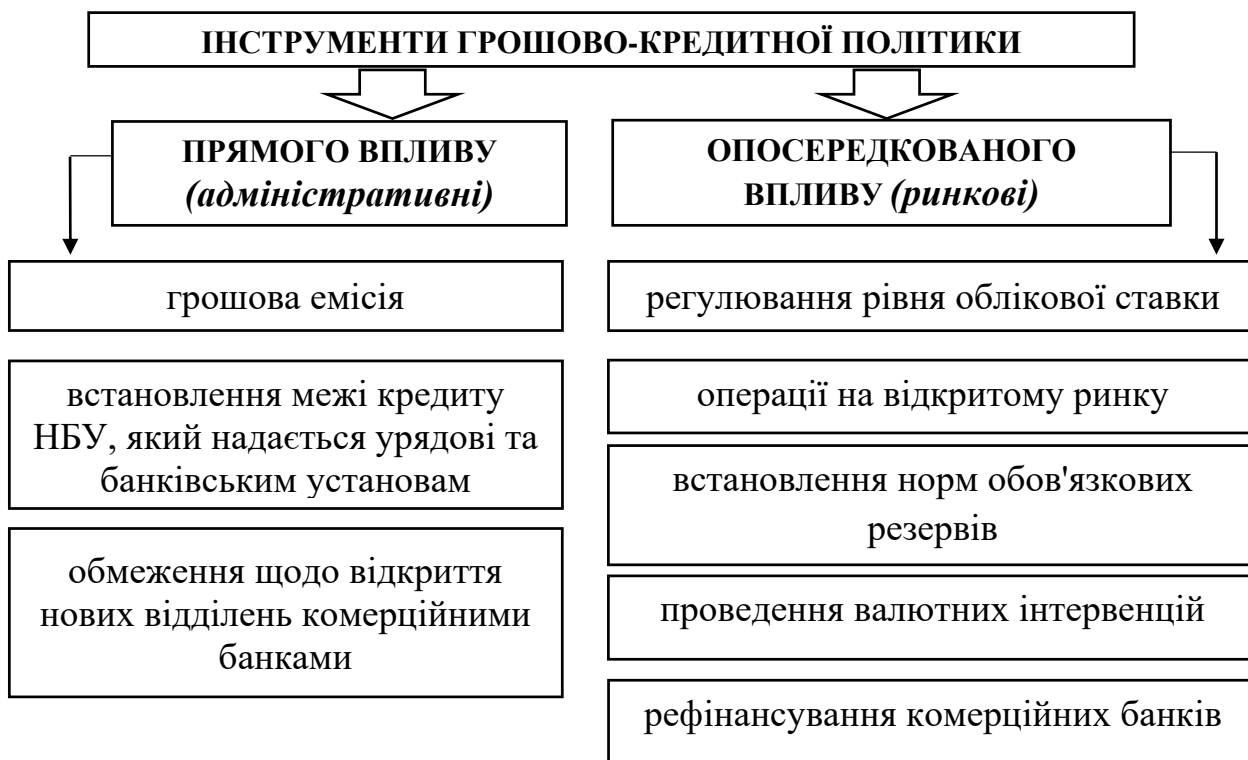 ІНСТРУМЕНТИ ГРОШОВО-КРЕДИТНОЇ ПОЛІТИКИ
ПРЯМОГО ВПЛИВУ
(адміністративні)
грошова емісія
встановлення межі кредиту
НБУ, який надається урядові та
банківським установам
обмеження щодо відкриття
нових відділень комерційними
банками
ОПОСЕРЕДКОВАНОГО
ВПЛИВУ (ринкові)
регулювання рівня облікової ставки
операції на відкритому ринку
встановлення норм обов'язкових
резервів
проведення валютних інтервенцій
рефінансування комерційних банків